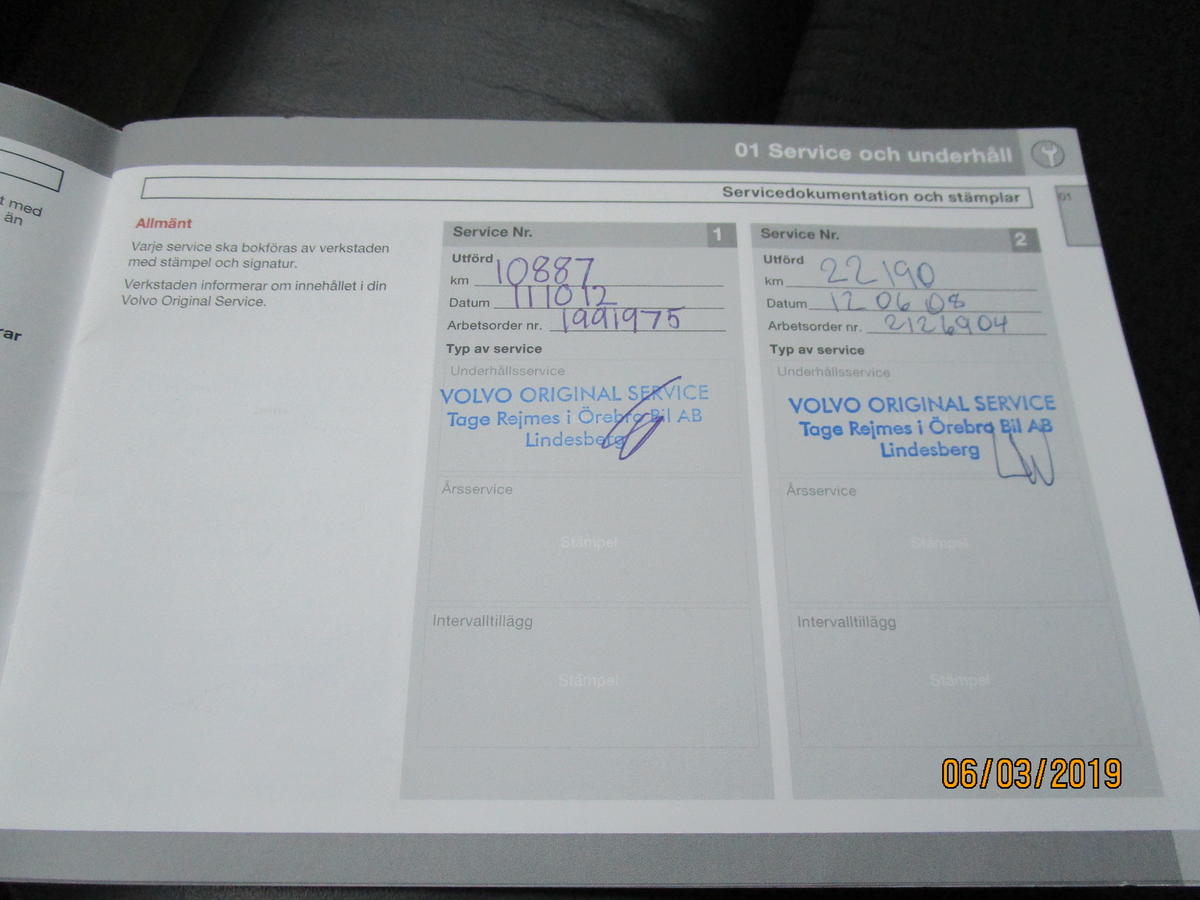 t med
än
rar
01 Service och underhåll
Servicedokumentation och stämplar
01
Allmänt
Varje service ska bokföras av verkstaden
med stämpel och signatur.
Verkstaden informerar om innehållet i din
Volvo Original Service.
Service Nr. 1
Utförd
km 10887
Datum 111012
Arbetsorder nr. 1991975
Typ av service
Underhållsservice
VOLVO ORIGINAL SERVICE
Tage Rejmes i Örebro Bil AB
Lindesberg
Årsservice
Stämpel
Intervalltillägg
Stämpel
Service Nr. 2
Utförd
km 22190
Datum 120608
Arbetsorder nr. 2126904
Typ av service
Underhållsservice
VOLVO ORIGINAL SERVICE
Tage Rejmes i Örebro Bil AB
Lindesberg
Årsservice
Stämpel
Intervalltillägg
Stämpel
06/03/2019